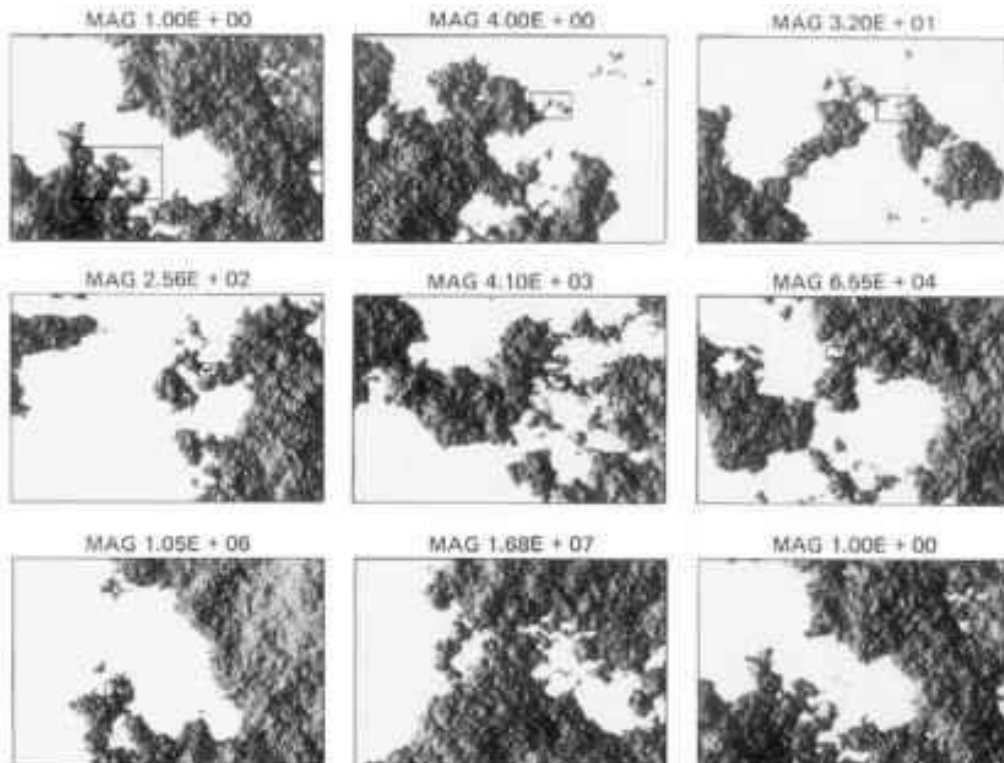 MAG 1.00E + 00
MAG 4.00E + 00
MAG 3.20E + 01
MAG 2.56E + 02
MAG 4.10E + 03
MAG 6.55E + 04
MAG 1.05E + 06
MAG 1.68E + 07
MAG 1.00E + 00